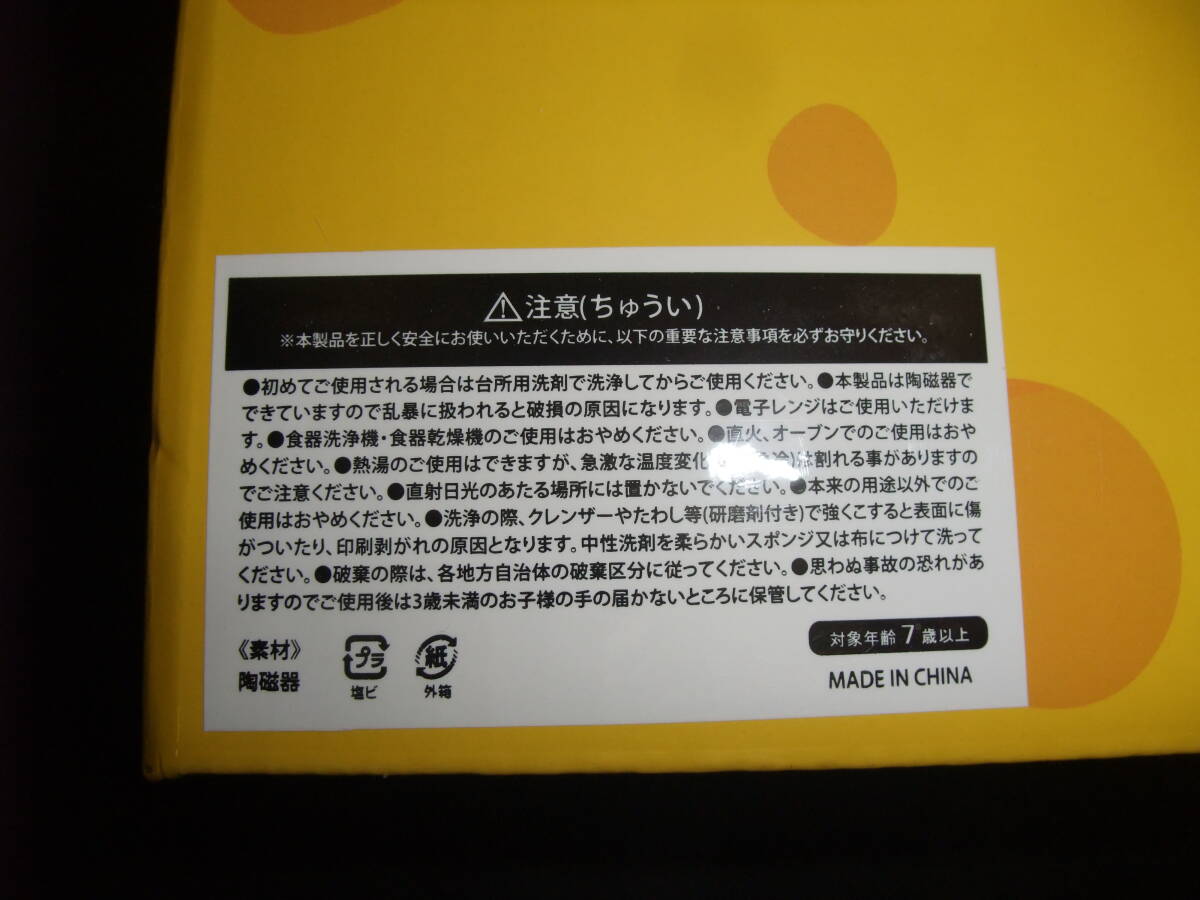 注意(ちゅうい)
※本製品を正しく安全にお使いいただくために、以下の重要な注意事項を必ずお守りください。
●初めてご使用される場合は台所用洗剤で洗浄してからご使用ください。●本製品は陶磁器で
できていますので乱暴に扱われると破損の原因になります。●電子レンジはご使用いただけま
す。●食器洗浄機・食器乾燥機のご使用はおやめください。●直火、オーブンでのご使用はおや
めください。●熱湯のご使用はできますが、急激な温度変化 冷)は割れる事がありますの
でご注意ください。●直射日光のあたる場所には置かないでください。●本来の用途以外でのご
使用はおやめください。●洗浄の際、クレンザーやたわし等(研磨剤付き)で強くこすると表面に傷
がついたり、印刷剥がれの原因となります。中性洗剤を柔らかいスポンジ又は布につけて洗って
ください。●破棄の際は、各地方自治体の破棄区分に従ってください。●思わぬ事故の恐れがあ
りますのでご使用後は3歳未満のお子様の手の届かないところに保管してください。
対象年齢 7歳以上
《素材》
陶磁器
プラ
塩ビ
紙
外箱
MADE IN CHINA